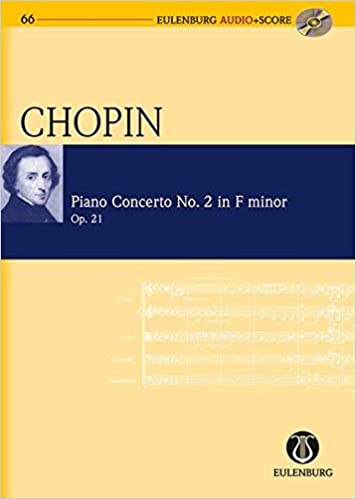 66 EULENBURG AUDIO+SCORE
CHOPIN
Piano Concerto No. 2 in F minor
Op. 21
EULENBURG